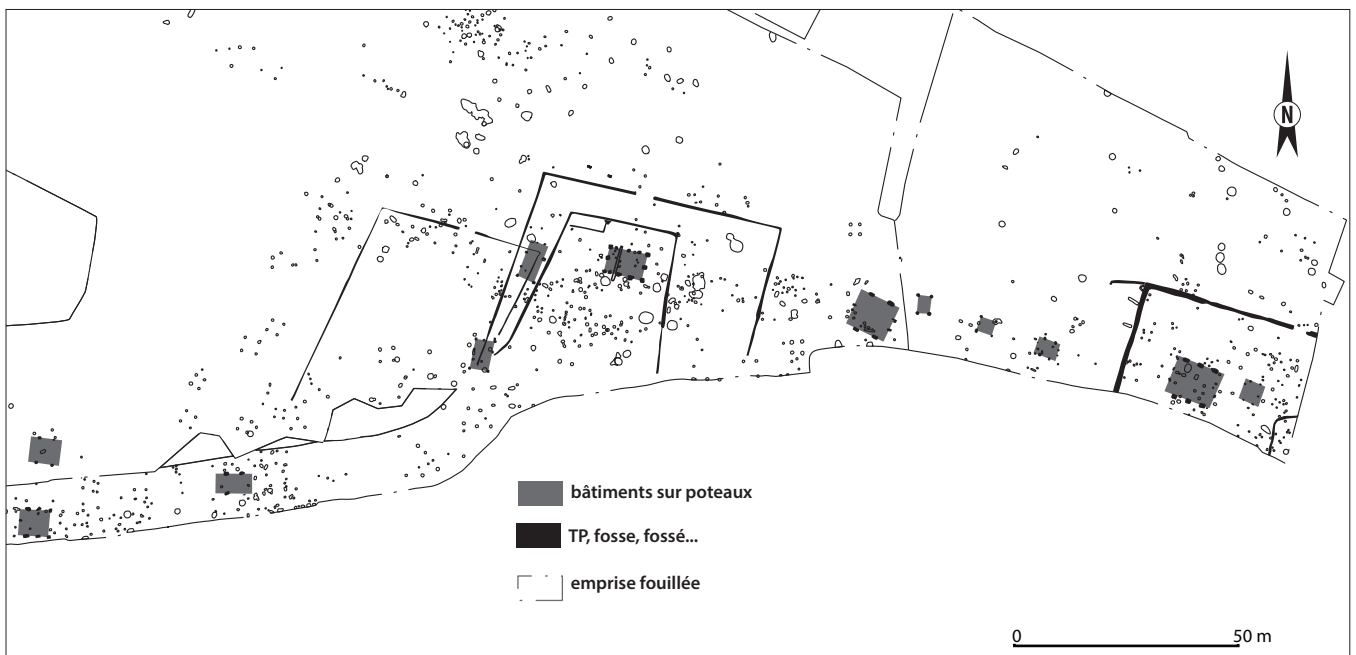 N
bâtiments sur poteaux
TP, fosse, fossé...
emprise fouillée
0 50 m